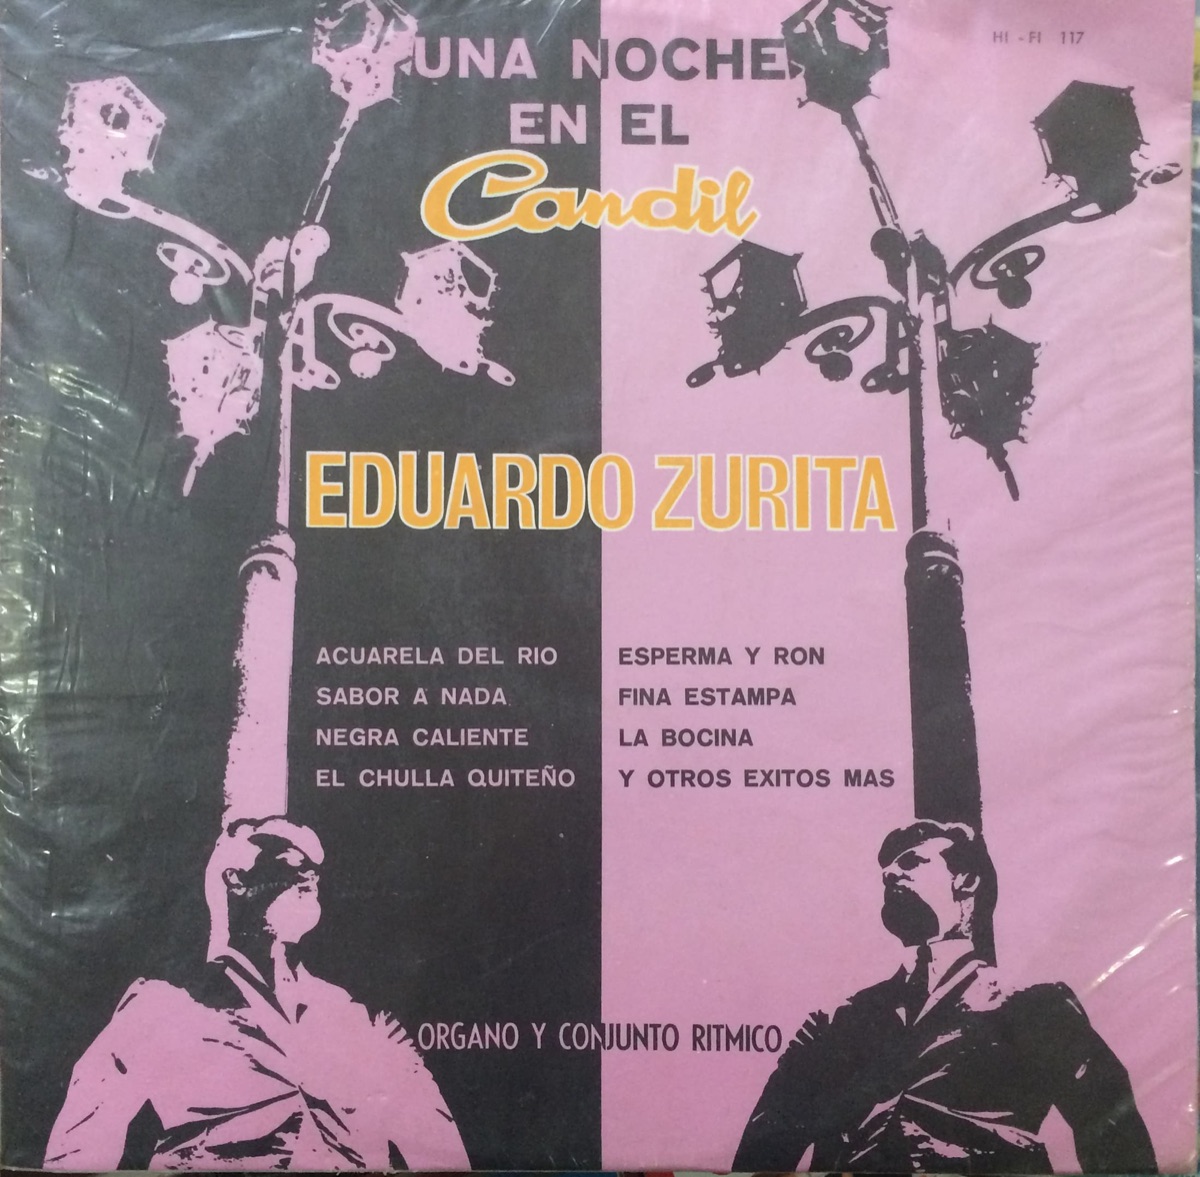 HI - FI 117
UNA NOCHE
EN EL
Candil
EDUARDO ZURITA
ACUARELA DEL RIO
SABOR A NADA
NEGRA CALIENTE
EL CHULLA QUITEÑO
ESPERMA Y RON
FINA ESTAMPA
LA BOCINA
Y OTROS EXITOS MAS
ORGANO Y CONJUNTO RITMICO